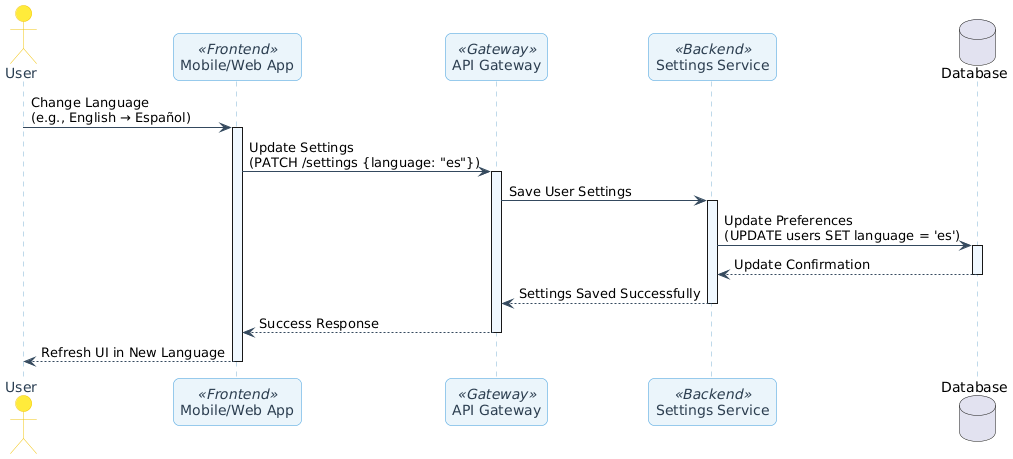 User
«Frontend»
Mobile/Web App
«Gateway»
API Gateway
«Backend»
Settings Service
Database
Change Language
(e.g., English → Español)
Update Settings
(PATCH /settings {language: "es"})
Save User Settings
Update Preferences
(UPDATE users SET language = 'es')
Update Confirmation
Settings Saved Successfully
Success Response
Refresh UI in New Language
User
«Frontend»
Mobile/Web App
«Gateway»
API Gateway
«Backend»
Settings Service
Database